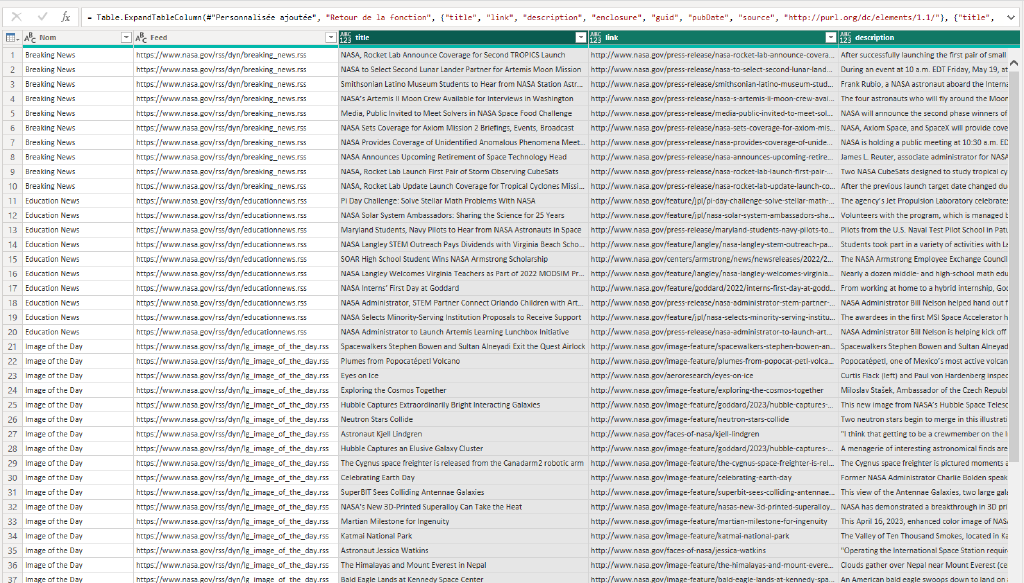 = Table.ExpandTableColumn(#"Personnalisée ajoutée", "Retour de la fonction", {"title", "link", "description", "enclosure", "guid", "pubDate", "source", "http://purl.org/dc/elements/1.1/"}, {"title",
Nom Feed title link description
1 Breaking News https://www.nasa.gov/rss/dyn/breaking_news.rss NASA, Rocket Lab Announce Coverage for Second TROPICS Launch http://www.nasa.gov/press-release/nasa-rocket-lab-announce-covera... After successfully launching the first pair of small
2 Breaking News https://www.nasa.gov/rss/dyn/breaking_news.rss NASA to Select Second Lunar Lander Partner for Artemis Moon Mission http://www.nasa.gov/press-release/nasa-to-select-second-lunar-land... During an event at 10 a.m. EDT Friday, May 19, at
3 Breaking News https://www.nasa.gov/rss/dyn/breaking_news.rss Smithsonian Latino Museum Students to Hear from NASA Station Astr... http://www.nasa.gov/press-release/smithsonian-latino-museum-stud... Frank Rubio, a NASA astronaut aboard the Interna
4 Breaking News https://www.nasa.gov/rss/dyn/breaking_news.rss NASA's Artemis II Moon Crew Available for Interviews in Washington http://www.nasa.gov/press-release/nasa-s-artemis-ii-moon-crew-avai... The four astronauts who will fly around the Moon
5 Breaking News https://www.nasa.gov/rss/dyn/breaking_news.rss Media, Public Invited to Meet Solvers in NASA Space Food Challenge http://www.nasa.gov/press-release/media-public-invited-to-meet-sol... NASA will announce the second phase winners of
6 Breaking News https://www.nasa.gov/rss/dyn/breaking_news.rss NASA Sets Coverage for Axiom Mission 2 Briefings, Events, Broadcast http://www.nasa.gov/press-release/nasa-sets-coverage-for-axiom-mis... NASA, Axiom Space, and SpaceX will provide cove
7 Breaking News https://www.nasa.gov/rss/dyn/breaking_news.rss NASA Provides Coverage of Unidentified Anomalous Phenomena Meet... http://www.nasa.gov/press-release/nasa-provides-coverage-of-unide... NASA is holding a public meeting at 10:30 a.m. ED
8 Breaking News https://www.nasa.gov/rss/dyn/breaking_news.rss NASA Announces Upcoming Retirement of Space Technology Head http://www.nasa.gov/press-release/nasa-announces-upcoming-retire... James L. Reuter, associate administrator for NASA
9 Breaking News https://www.nasa.gov/rss/dyn/breaking_news.rss NASA, Rocket Lab Launch First Pair of Storm Observing CubeSats http://www.nasa.gov/press-release/nasa-rocket-lab-launch-first-pair-... Two NASA CubeSats designed to study tropical cy
10 Breaking News https://www.nasa.gov/rss/dyn/breaking_news.rss NASA, Rocket Lab Update Launch Coverage for Tropical Cyclones Missi... http://www.nasa.gov/press-release/nasa-rocket-lab-update-launch-co... After the previous launch target date changed du
11 Education News https://www.nasa.gov/rss/dyn/educationnews.rss Pi Day Challenge: Solve Stellar Math Problems With NASA http://www.nasa.gov/feature/jpl/pi-day-challenge-solve-stellar-math-... The agency's Jet Propulsion Laboratory celebrates
12 Education News https://www.nasa.gov/rss/dyn/educationnews.rss NASA Solar System Ambassadors: Sharing the Science for 25 Years http://www.nasa.gov/feature/jpl/nasa-solar-system-ambassadors-sha... Volunteers with the program, which is managed b
13 Education News https://www.nasa.gov/rss/dyn/educationnews.rss Maryland Students, Navy Pilots to Hear from NASA Astronauts in Space http://www.nasa.gov/press-release/maryland-students-navy-pilots-to... Pilots from the U.S. Naval Test Pilot School in Patu
14 Education News https://www.nasa.gov/rss/dyn/educationnews.rss NASA Langley STEM Outreach Pays Dividends with Virginia Beach Scho... http://www.nasa.gov/feature/langley/nasa-langley-stem-outreach-pa... Students took part in a variety of activities with La
15 Education News https://www.nasa.gov/rss/dyn/educationnews.rss SOAR High School Student Wins NASA Armstrong Scholarship http://www.nasa.gov/centers/armstrong/news/newsreleases/2022/2... The NASA Armstrong Employee Exchange Council
16 Education News https://www.nasa.gov/rss/dyn/educationnews.rss NASA Langley Welcomes Virginia Teachers as Part of 2022 MODSIM Pr... http://www.nasa.gov/feature/langley/nasa-langley-welcomes-virginia... Nearly a dozen middle- and high-school math edu
17 Education News https://www.nasa.gov/rss/dyn/educationnews.rss NASA Interns' First Day at Goddard http://www.nasa.gov/feature/goddard/2022/interns-first-day-at-godd... From working at home to a hybrid internship, God
18 Education News https://www.nasa.gov/rss/dyn/educationnews.rss NASA Administrator, STEM Partner Connect Orlando Children with Art... http://www.nasa.gov/press-release/nasa-administrator-stem-partner-... NASA Administrator Bill Nelson helped hand out f
19 Education News https://www.nasa.gov/rss/dyn/educationnews.rss NASA Selects Minority-Serving Institution Proposals to Receive Support http://www.nasa.gov/feature/jpl/nasa-selects-minority-serving-institu... The awardees in the first MSI Space Accelerator h
20 Education News https://www.nasa.gov/rss/dyn/educationnews.rss NASA Administrator to Launch Artemis Learning Lunchbox Initiative http://www.nasa.gov/press-release/nasa-administrator-to-launch-art... NASA Administrator Bill Nelson is helping kick off
21 Image of the Day https://www.nasa.gov/rss/dyn/lg_image_of_the_day.rss Spacewalkers Stephen Bowen and Sultan Alneyadi Exit the Quest Airlock http://www.nasa.gov/image-feature/spacewalkers-stephen-bowen-an... Spacewalkers Stephen Bowen and Sultan Alneyad
22 Image of the Day https://www.nasa.gov/rss/dyn/lg_image_of_the_day.rss Plumes from Popocatépetl Volcano http://www.nasa.gov/image-feature/plumes-from-popocat-petl-volca... Popocatépetl, one of Mexico's most active volcan
23 Image of the Day https://www.nasa.gov/rss/dyn/lg_image_of_the_day.rss Eyes on Ice http://www.nasa.gov/aeroresearch/eyes-on-ice Curtis Flack (left) and Paul von Hardenberg inspec
24 Image of the Day https://www.nasa.gov/rss/dyn/lg_image_of_the_day.rss Exploring the Cosmos Together http://www.nasa.gov/image-feature/exploring-the-cosmos-together Miloslav Stašek, Ambassador of the Czech Republ
25 Image of the Day https://www.nasa.gov/rss/dyn/lg_image_of_the_day.rss Hubble Captures Extraordinarily Bright Interacting Galaxies http://www.nasa.gov/image-feature/goddard/2023/hubble-captures-... This new image from NASA's Hubble Space Telesc
26 Image of the Day https://www.nasa.gov/rss/dyn/lg_image_of_the_day.rss Neutron Stars Collide http://www.nasa.gov/image-feature/neutron-stars-collide Two neutron stars begin to merge in this illustrati
27 Image of the Day https://www.nasa.gov/rss/dyn/lg_image_of_the_day.rss Astronaut Kjell Lindgren http://www.nasa.gov/faces-of-nasa/kjell-lindgren "I think that getting to be a crewmember on the I
28 Image of the Day https://www.nasa.gov/rss/dyn/lg_image_of_the_day.rss Hubble Captures an Elusive Galaxy Cluster http://www.nasa.gov/image-feature/goddard/2023/hubble-captures-... A menagerie of interesting astronomical finds are
29 Image of the Day https://www.nasa.gov/rss/dyn/lg_image_of_the_day.rss The Cygnus space freighter is released from the Canadarm2 robotic arm http://www.nasa.gov/image-feature/the-cygnus-space-freighter-is-rel... The Cygnus space freighter is pictured moments a
30 Image of the Day https://www.nasa.gov/rss/dyn/lg_image_of_the_day.rss Celebrating Earth Day http://www.nasa.gov/image-feature/celebrating-earth-day Former NASA Administrator Charlie Bolden speak
31 Image of the Day https://www.nasa.gov/rss/dyn/lg_image_of_the_day.rss SuperBIT Sees Colliding Antennae Galaxies http://www.nasa.gov/image-feature/superbit-sees-colliding-antennae... This view of the Antennae Galaxies, two large gala
32 Image of the Day https://www.nasa.gov/rss/dyn/lg_image_of_the_day.rss NASA's New 3D-Printed Superalloy Can Take the Heat http://www.nasa.gov/image-feature/nasas-new-3d-printed-superalloy... NASA has demonstrated a breakthrough in 3D pri
33 Image of the Day https://www.nasa.gov/rss/dyn/lg_image_of_the_day.rss Martian Milestone for Ingenuity http://www.nasa.gov/image-feature/martian-milestone-for-ingenuity This April 16, 2023, enhanced color image of NAS
34 Image of the Day https://www.nasa.gov/rss/dyn/lg_image_of_the_day.rss Katmai National Park http://www.nasa.gov/image-feature/katmai-national-park The Valley of Ten Thousand Smokes, located in Ka
35 Image of the Day https://www.nasa.gov/rss/dyn/lg_image_of_the_day.rss Astronaut Jessica Watkins http://www.nasa.gov/faces-of-nasa/jessica-watkins "Operating the International Space Station requir
36 Image of the Day https://www.nasa.gov/rss/dyn/lg_image_of_the_day.rss The Himalayas and Mount Everest in Nepal http://www.nasa.gov/image-feature/the-himalayas-and-mount-evere... Clouds gather over Nepal near Mount Everest (ce
37 Image of the Day https://www.nasa.gov/rss/dyn/lg_image_of_the_day.rss Bald Eagle Lands at Kennedy Space Center http://www.nasa.gov/image-feature/bald-eagle-lands-at-kennedy-spa... An American bald eagle swoops down to land on